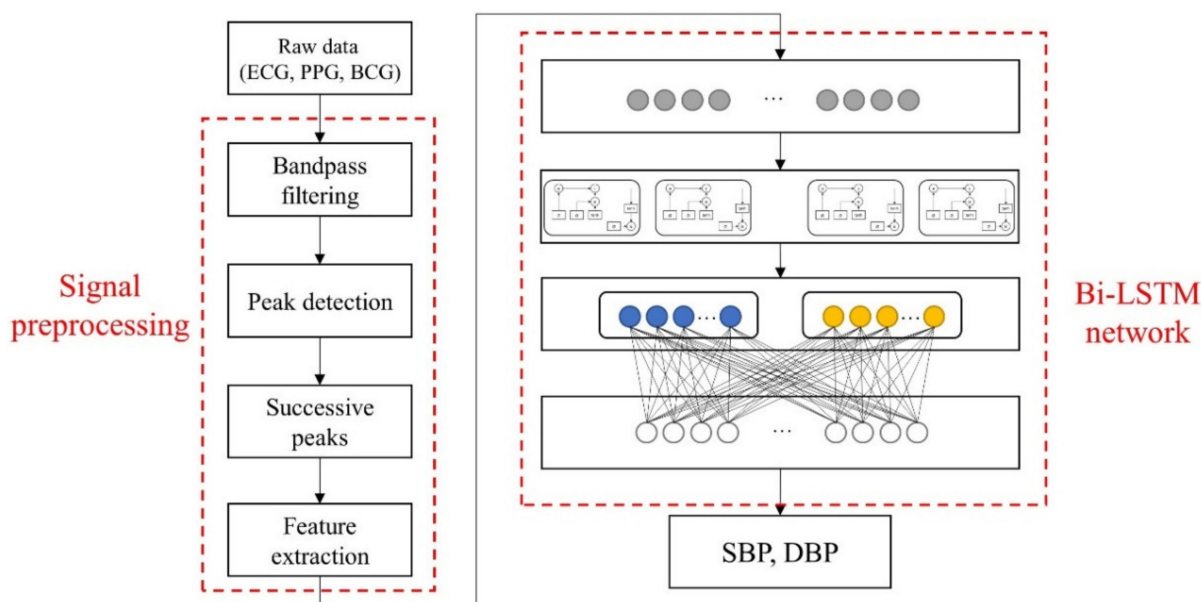 Raw data
(ECG, PPG, BCG)
Bandpass
filtering
Signal
preprocessing
Peak detection
Successive
peaks
Feature
extraction
...
...
...
...
Bi-LSTM
network
SBP, DBP